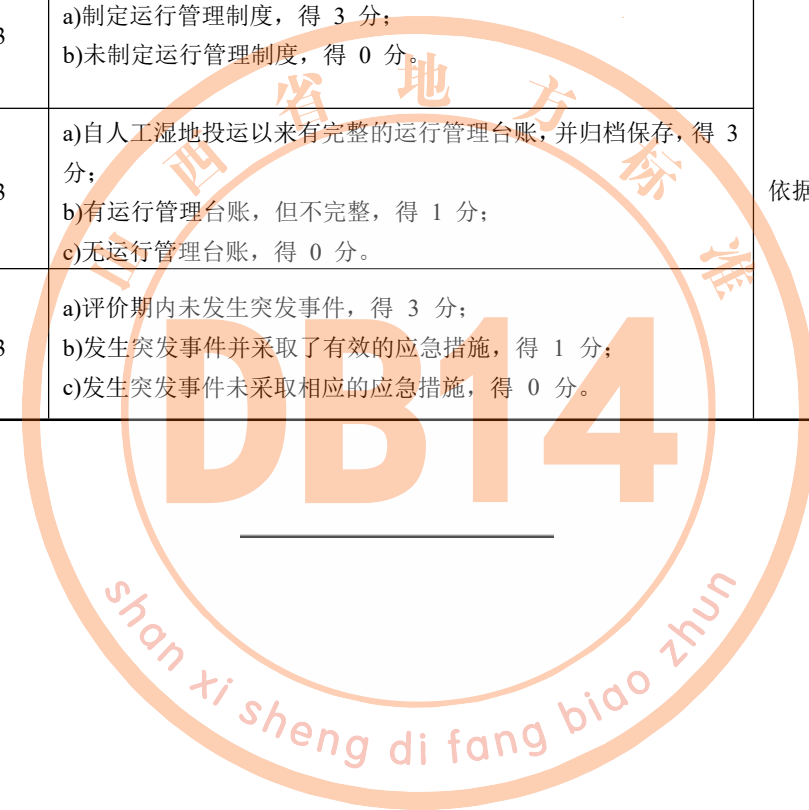 a)制定运行管理制度，得 3 分；
3
b)未制定运行管理制度，得 0 分。
a)自人工湿地投运以来有完整的运行管理台账，并归档保存，得 3
分；
3
依据
b)有运行管理台账，但不完整，得 1 分；
c)无运行管理台账，得 0 分。
a)评价期内未发生突发事件，得 3 分；
3
b)发生突发事件并采取了有效的应急措施，得 1 分；
c)发生突发事件未采取相应的应急措施，得 0 分。
山西省地方标准
DB14
shan xi sheng di fang biao zhun